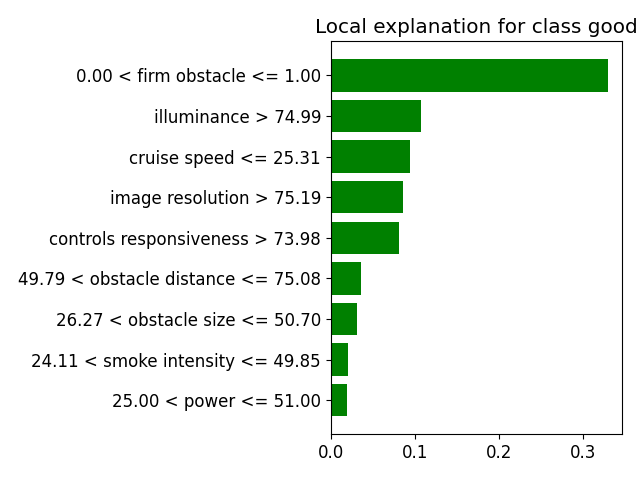 Local explanation for class good
0.00 < firm obstacle <= 1.00
illuminance > 74.99
cruise speed <= 25.31
image resolution > 75.19
controls responsiveness > 73.98
49.79 < obstacle distance <= 75.08
26.27 < obstacle size <= 50.70
24.11 < smoke intensity <= 49.85
25.00 < power <= 51.00
0.0 0.1 0.2 0.3